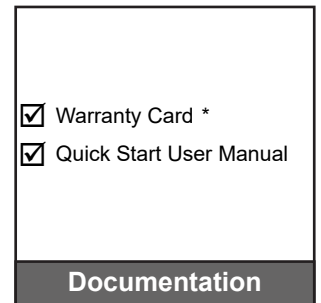 ☑ Warranty Card *
☑ Quick Start User Manual
Documentation